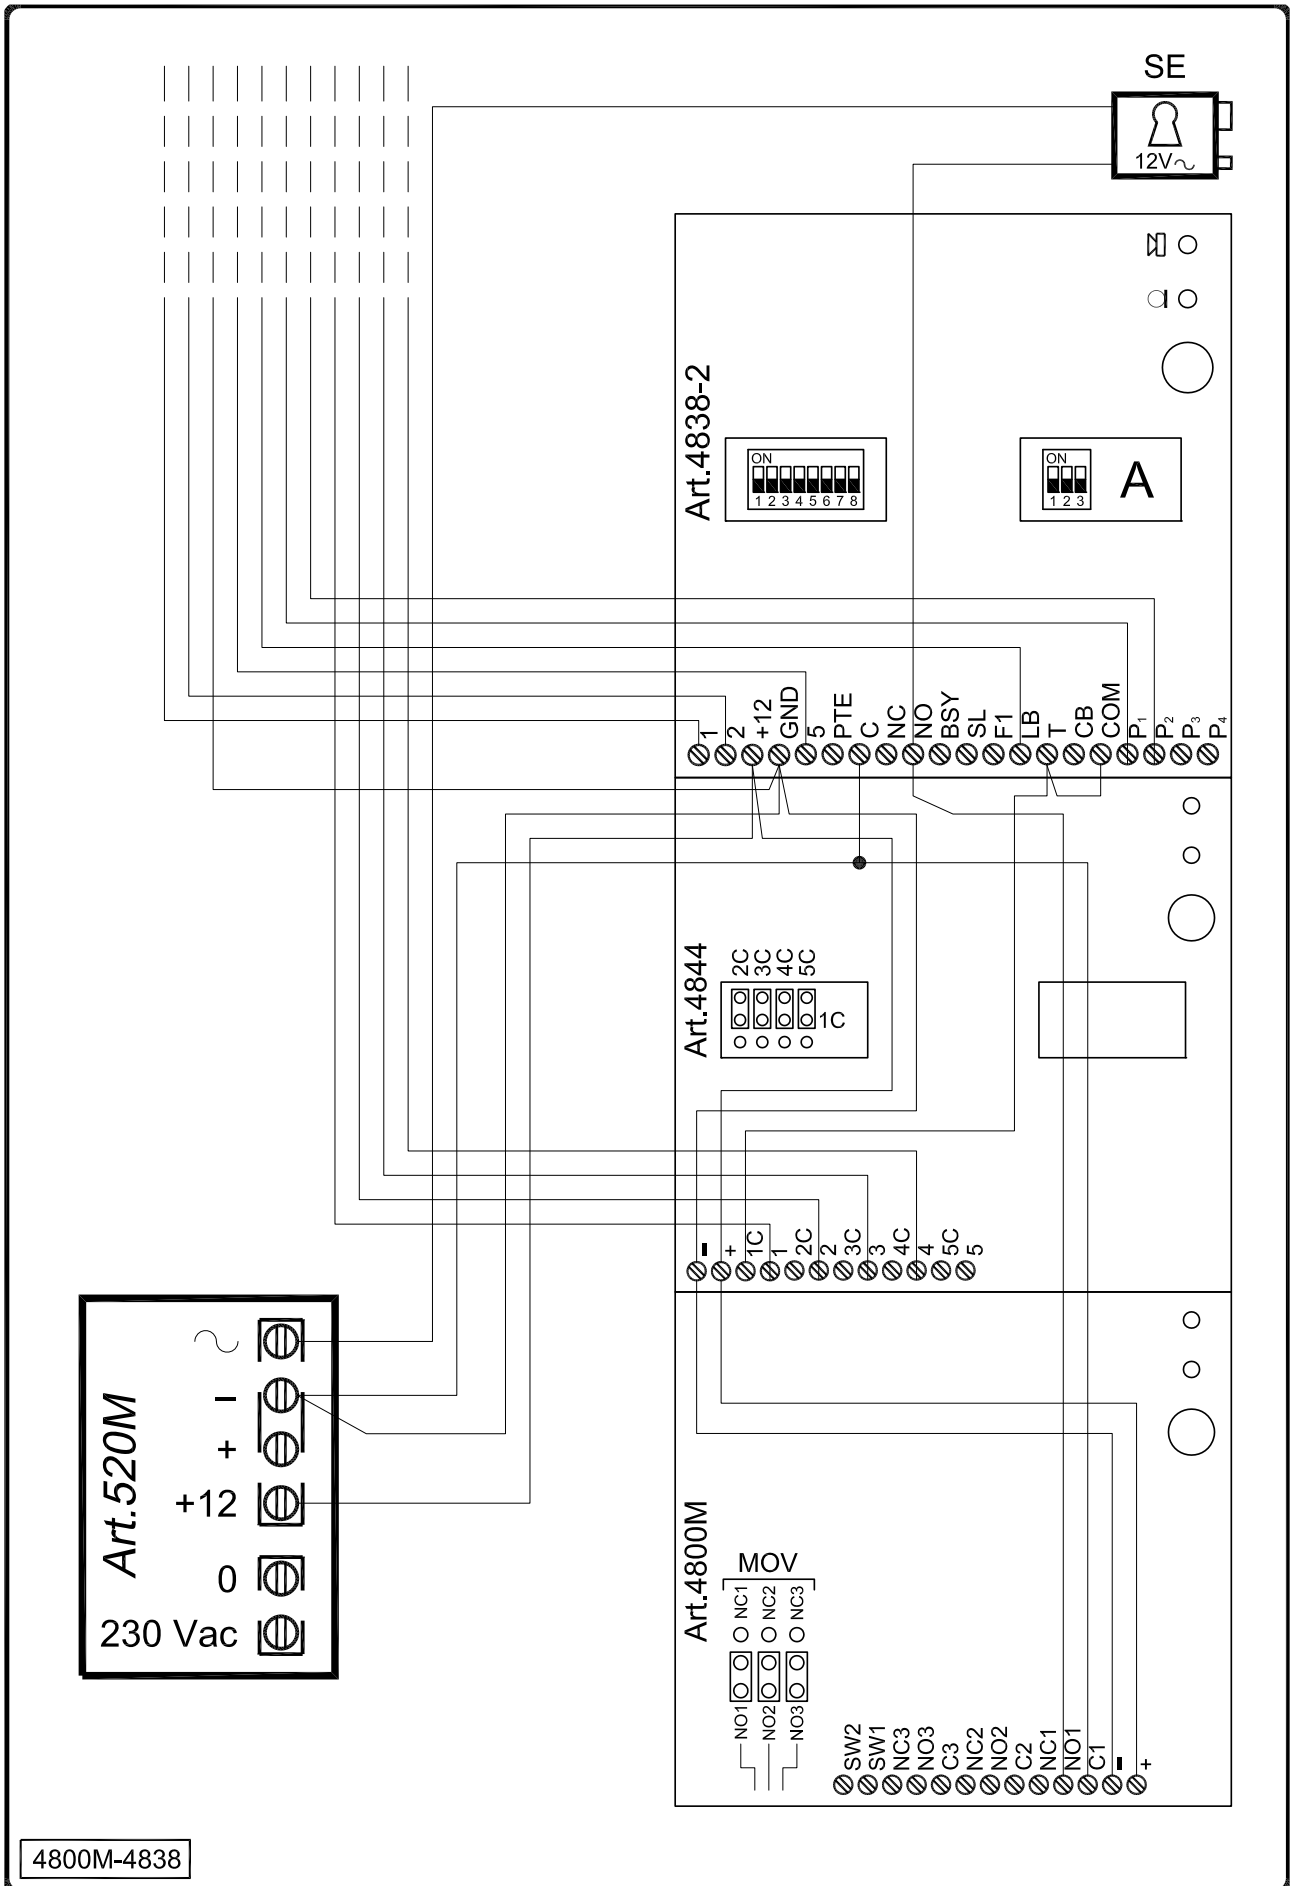 SE
12V~
Art.4838-2
ON
1 2 3 4 5 6 7 8
ON
1 2 3
A
1
2
+12
GND
5
PTE
C
NC
NO
BSY
SL
F1
LB
T
CB
COM
P1
P2
P3
P4
Art.4844
2C
3C
4C
5C
1C
-
+
1C
1
2C
2
3C
3
4C
4
5C
5
Art.520M
~
-
+
+12
0
230 Vac
Art.4800M
MOV
NC1
NC2
NC3
NO1
NO2
NO3
SW2
SW1
NC3
NO3
C3
NC2
NO2
C2
NC1
NO1
C1
-
+
4800M-4838